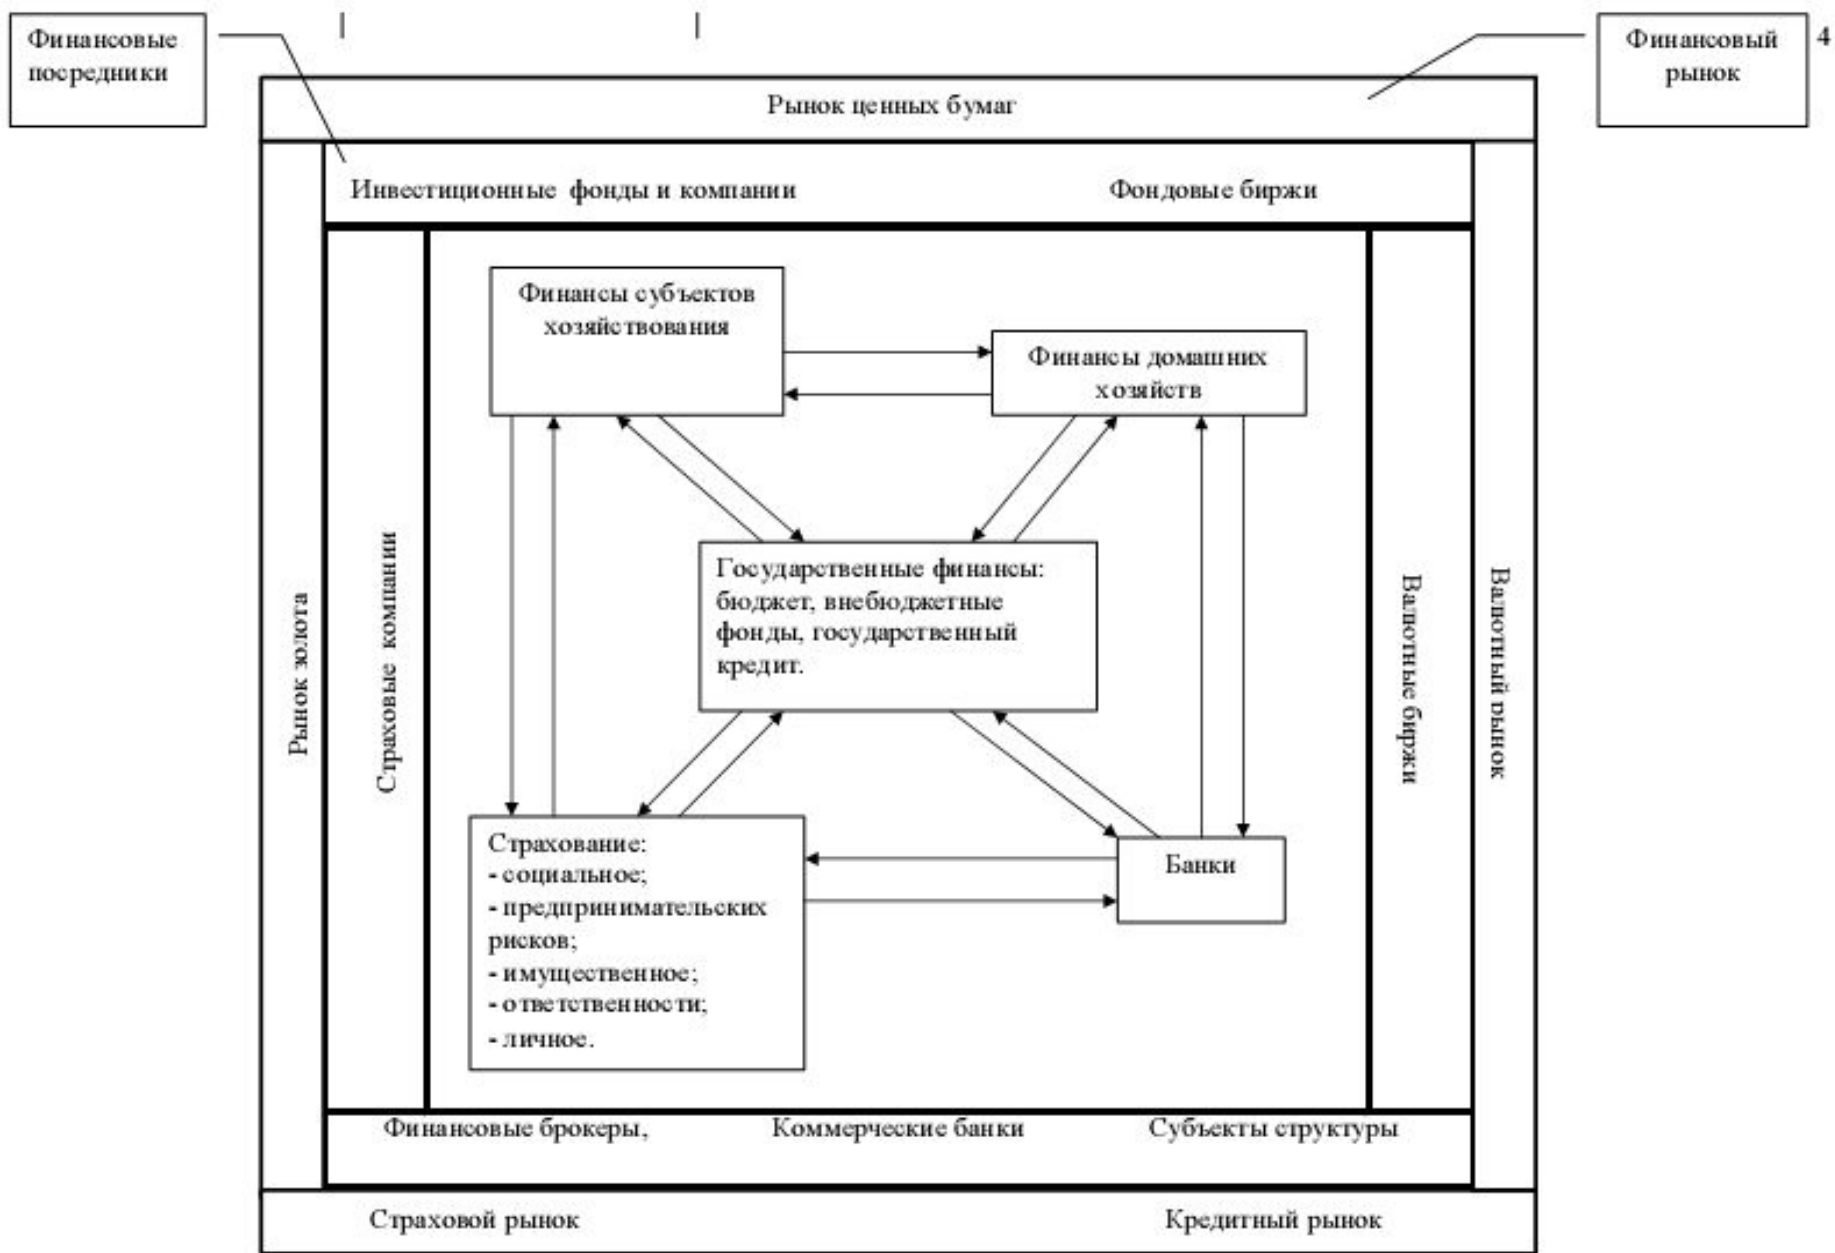 Финансовые
посредники
Финансовый
рынок
4
Рынок ценных бумаг
Инвестиционные фонды и компании
Фондовые биржи
Финансы субъектов
хозяйствования
Финансы домашних
хозяйств
Государственные финансы:
бюджет, внебюджетные
фонды, государственный
кредит.
Рынок золота
Страховые компании
Валютные биржи
Валютный рынок
Страхование:
- социальное;
- предпринимательских
рисков;
- имущественное;
- ответственности;
- личное.
Банки
Финансовые брокеры,
Коммерческие банки
Субъекты структуры
Страховой рынок
Кредитный рынок